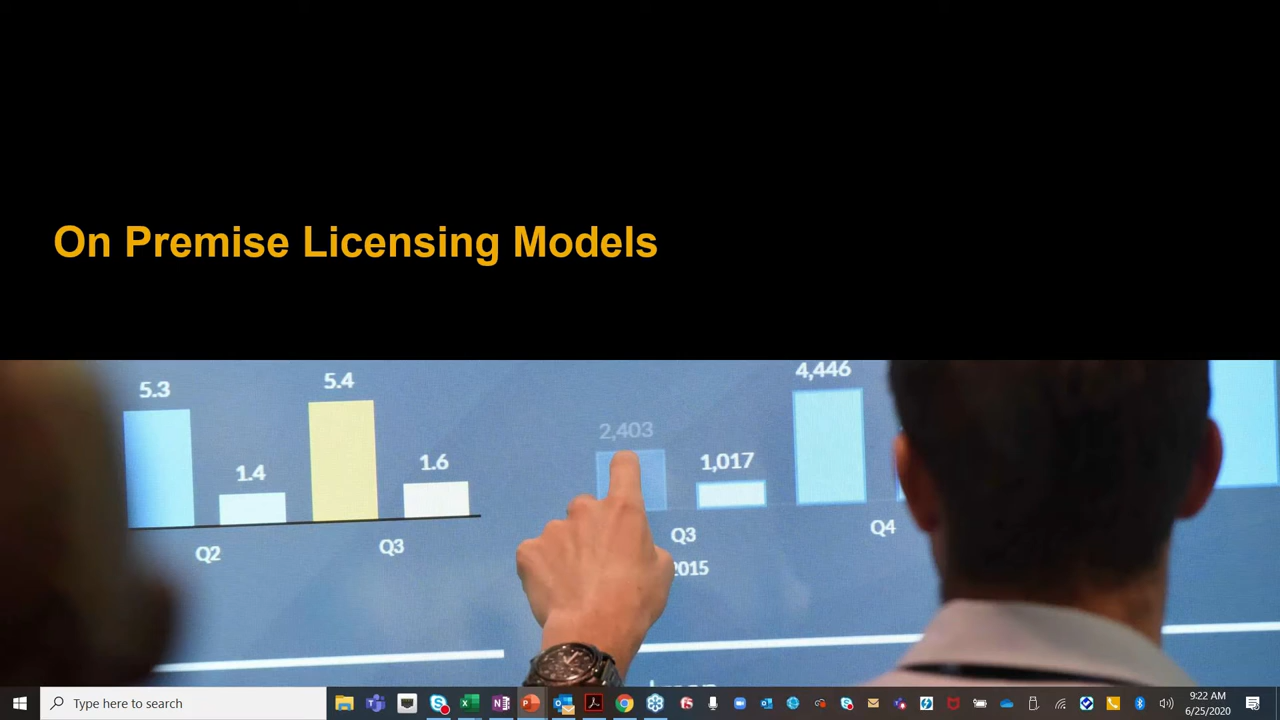 On Premise Licensing Models
5.3
5.4
4,446
2,403
1.4
1.6
1,017
Q2
Q3
Q3
Q4
2015
Type here to search
9:22 AM
6/25/2020